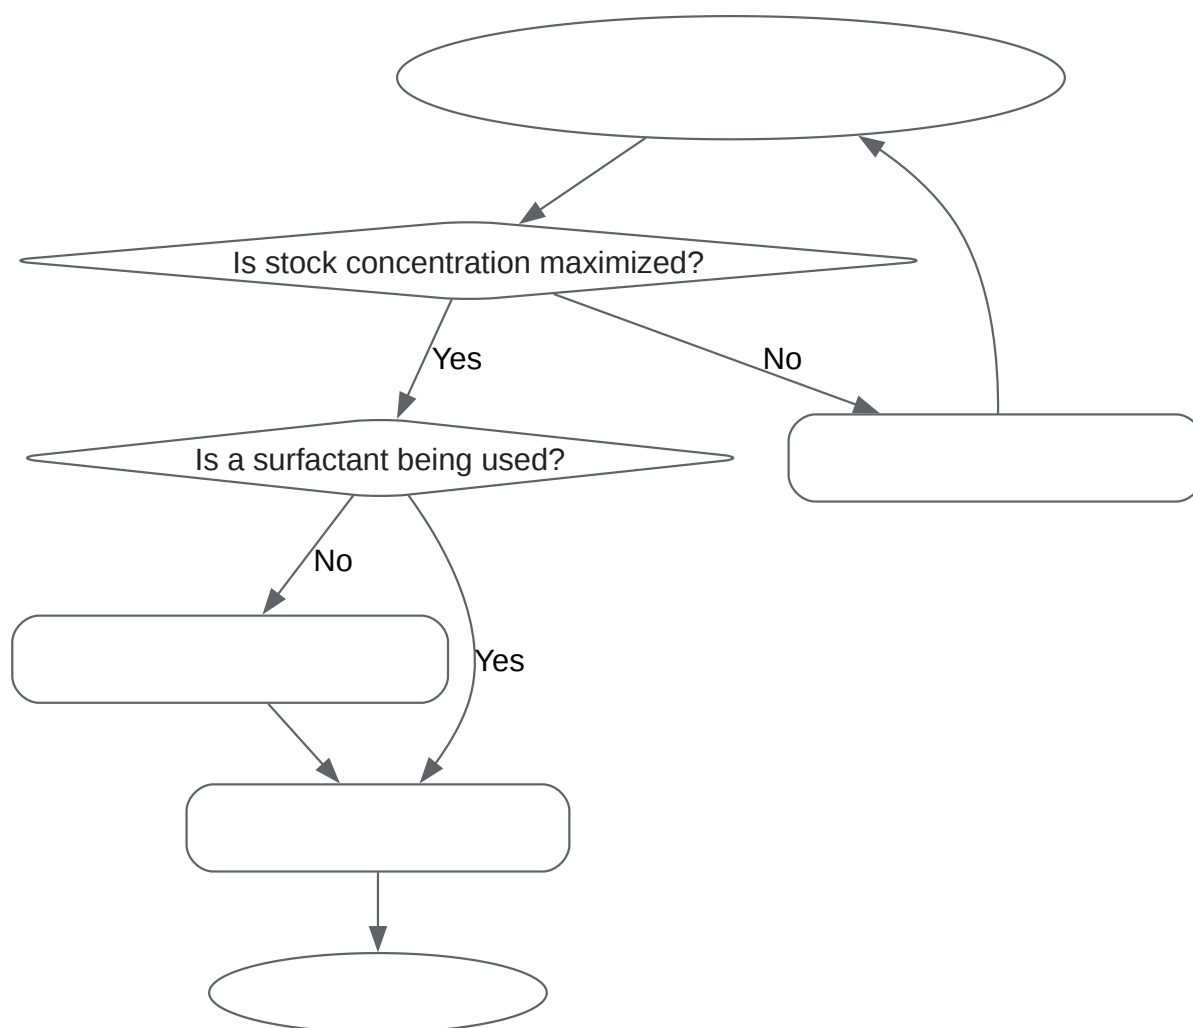 Is stock concentration maximized?
Yes
No
Is a surfactant being used?
No
Yes